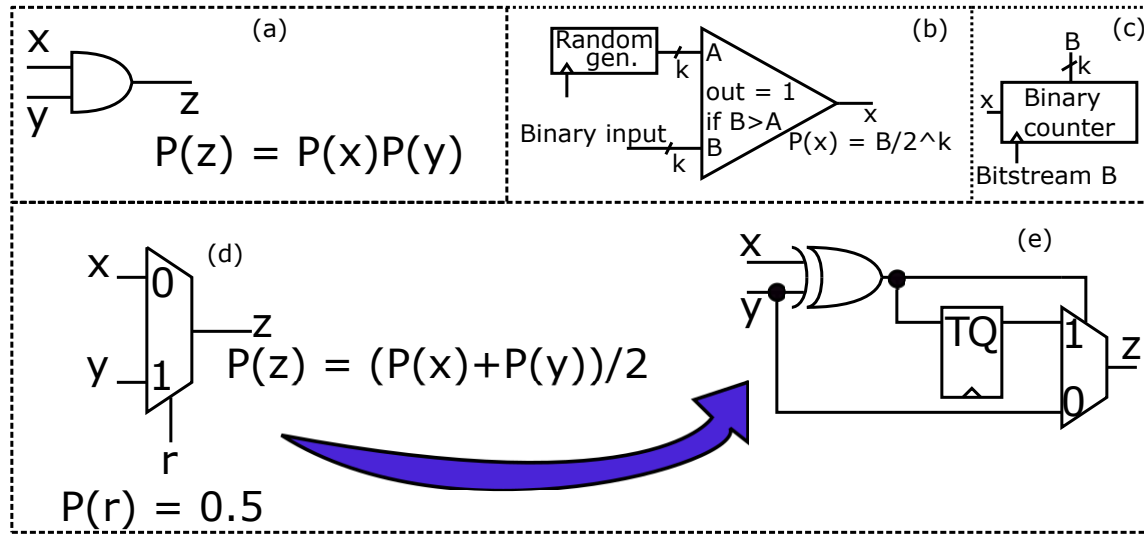 (a)
x
y
z
P(z) = P(x)P(y)
(b)
Random
gen.
k
A
out = 1
if B>A
B
Binary input
k
x
P(x) = B/2^k
(c)
B
k
x
Binary
counter
Bitstream B
(d)
x
0
y
1
z
P(z) = (P(x)+P(y))/2
r
P(r) = 0.5
(e)
x
y
TQ
1
0
z